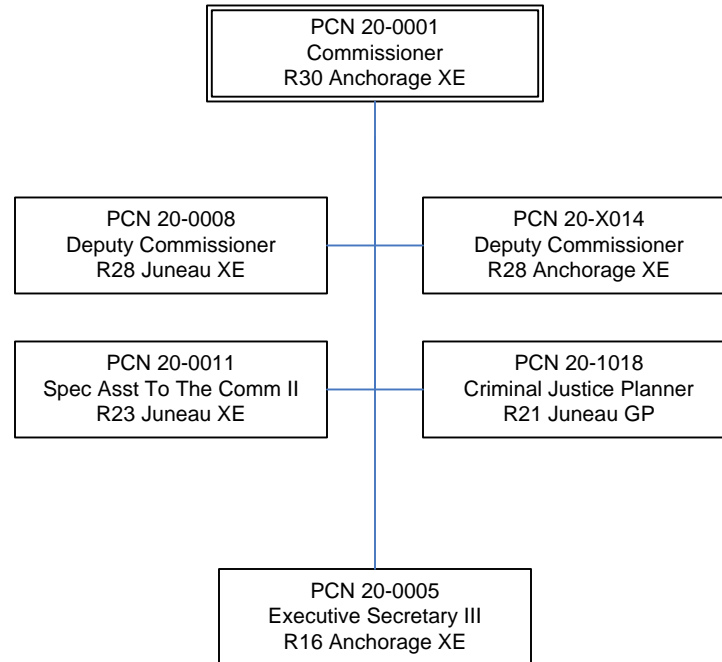 PCN 20-0001
Commissioner
R30 Anchorage XE
PCN 20-0008
Deputy Commissioner
R28 Juneau XE
PCN 20-X014
Deputy Commissioner
R28 Anchorage XE
PCN 20-0011
Spec Asst To The Comm II
R23 Juneau XE
PCN 20-1018
Criminal Justice Planner
R21 Juneau GP
PCN 20-0005
Executive Secretary III
R16 Anchorage XE